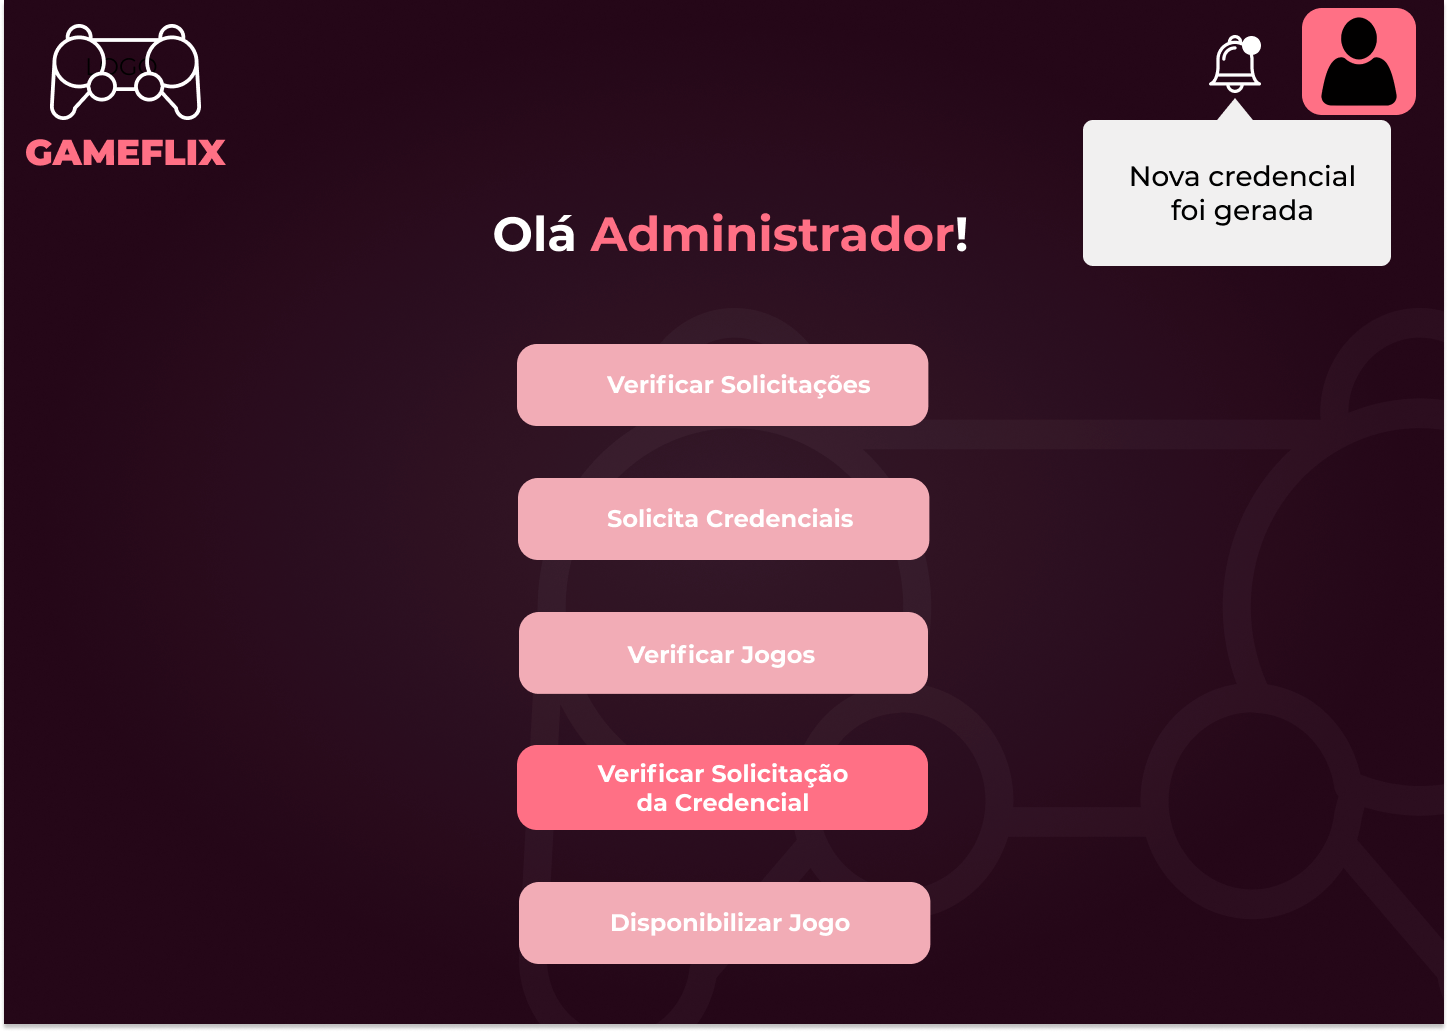 LOGO
GAMEFLIX
Nova credencial
foi gerada
Olá Administrador!
Verificar Solicitações
Solicita Credenciais
Verificar Jogos
Verificar Solicitação
da Credencial
Disponibilizar Jogo